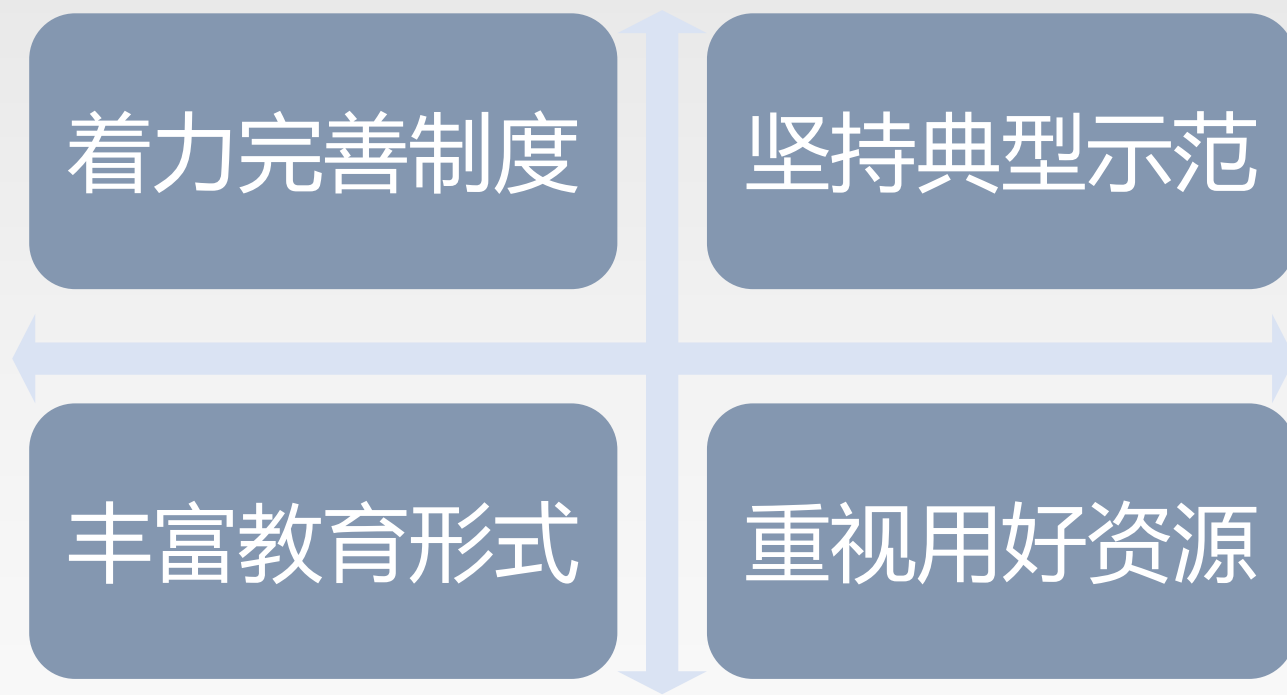 着力完善制度
坚持典型示范
丰富教育形式
重视用好资源